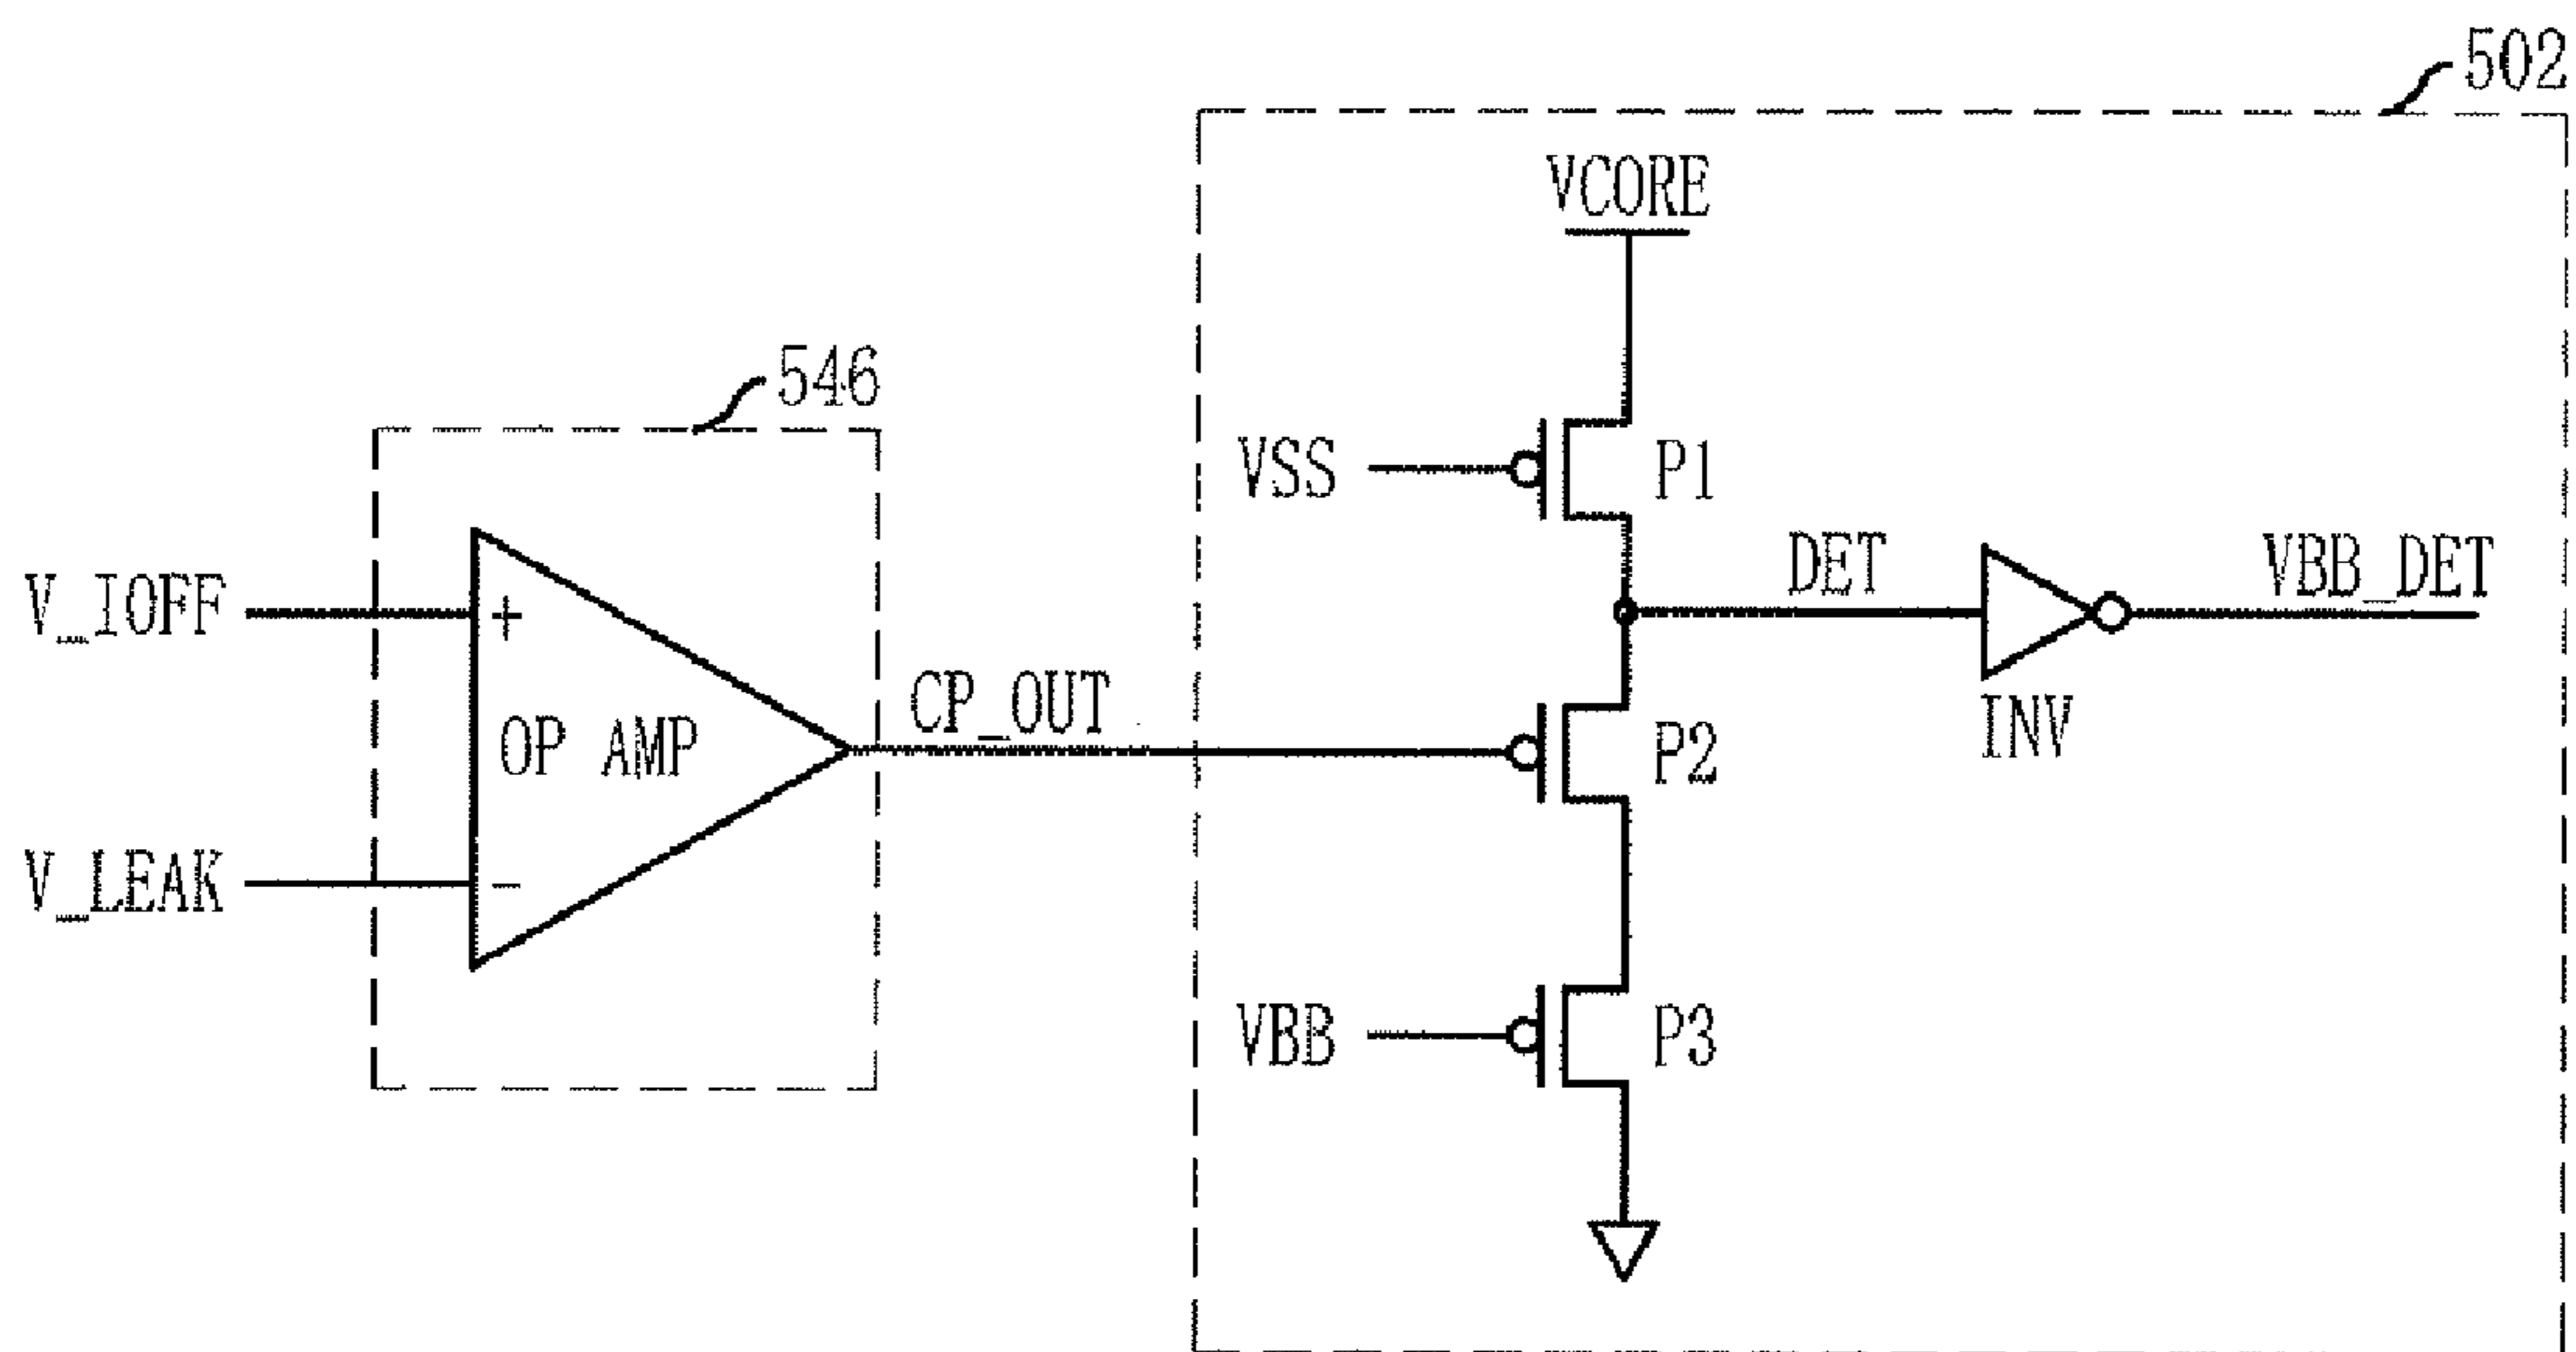 502
VCORE
546
VSS
P1
DET
VBB_DET
V_IOFF
+
CP_OUT
OP AMP
P2
INV
V_LEAK
-
VBB
P3